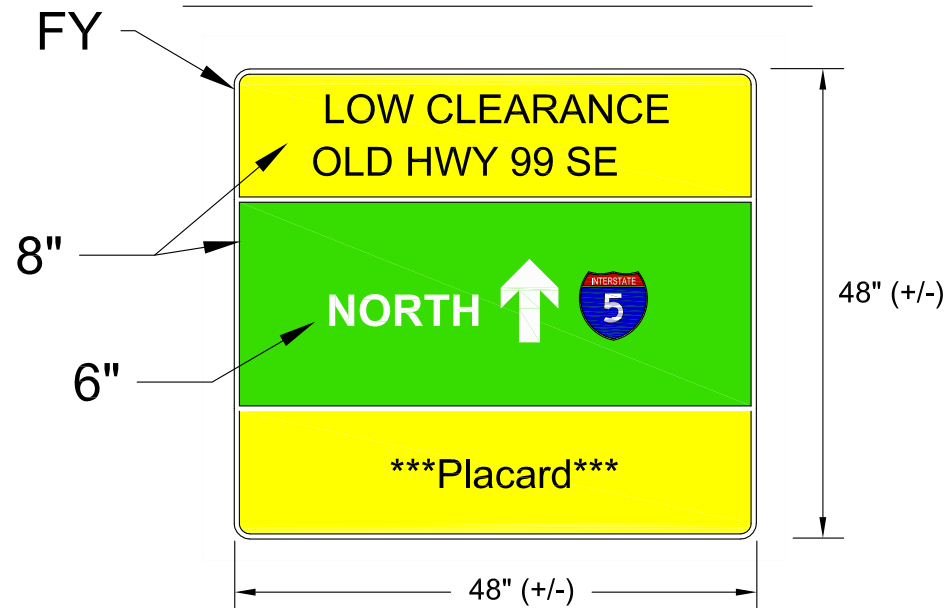 FY
LOW CLEARANCE
OLD HWY 99 SE
8"
NORTH
INTERSTATE
5
48" (+/-)
6"
***Placard***
48" (+/-)